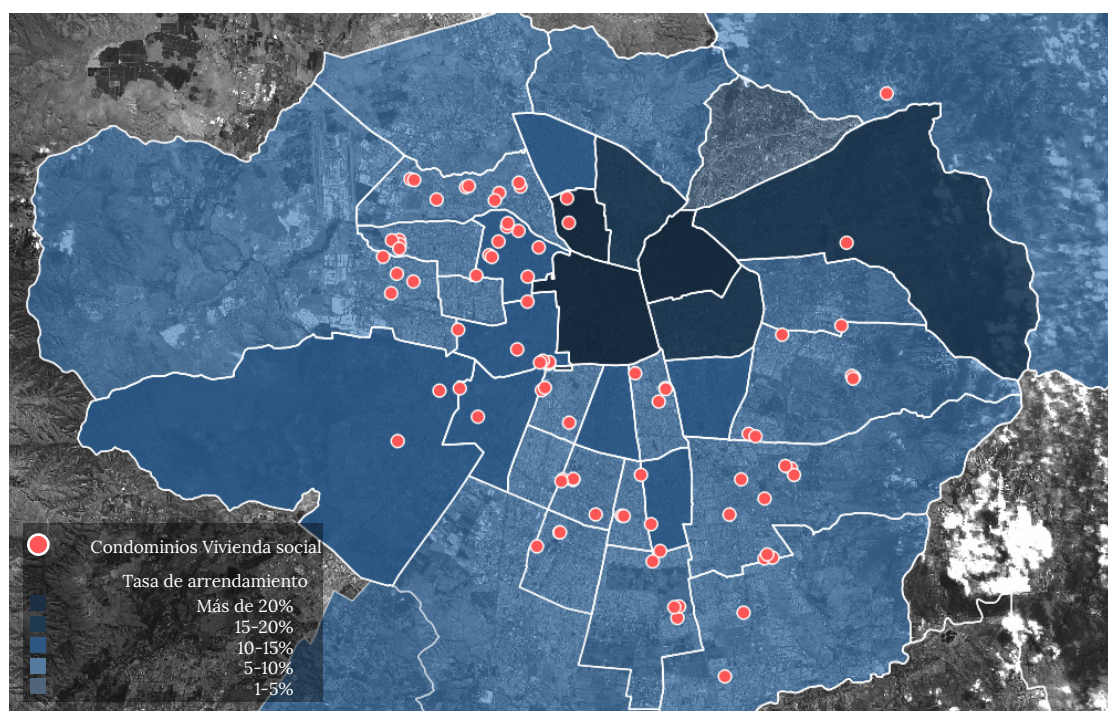 Condominios Vivienda social
Tasa de arrendamiento
Más de 20%
15-20%
10-15%
5-10%
1-5%